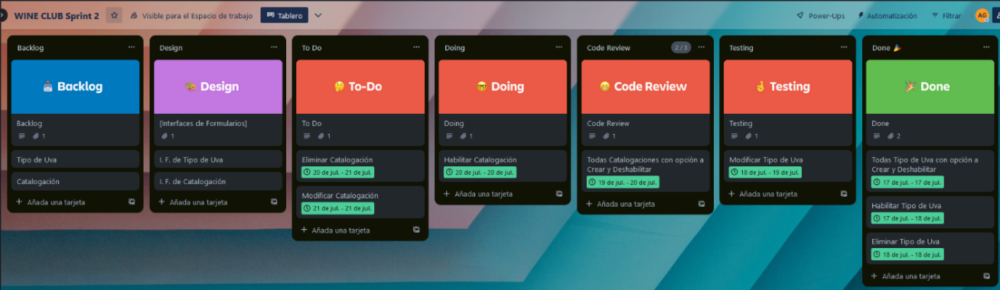 WINE CLUB Sprint 2
Visible para el Espacio de trabajo
Tablero
Power-Ups
Automatización
Filtrar
AG
Backlog
Backlog
Backlog
1
Tipo de Uva
Catalogación
Añada una tarjeta
Design
Design
[Interfaces de Formularios]
1
I. F. de Tipo de Uva
I. F. de Catalogación
Añada una tarjeta
To Do
To-Do
To Do
1
Eliminar Catalogación
20 de jul. - 21 de jul.
Modificar Catalogación
21 de jul. - 21 de jul.
Añada una tarjeta
Doing
Doing
Doing
1
Habilitar Catalogación
20 de jul. - 20 de jul.
Añada una tarjeta
Code Review
2 / 3
Code Review
Code Review
1
Todas Catalogaciones con opción a
Crear y Deshabilitar
19 de jul. - 20 de jul.
Añada una tarjeta
Testing
Testing
Testing
1
Modificar Tipo de Uva
18 de jul. - 19 de jul.
Añada una tarjeta
Done 🎉
Done
Done
2
Todas Tipo de Uva con opción a
Crear y Deshabilitar
17 de jul. - 17 de jul.
Habilitar Tipo de Uva
17 de jul. - 18 de jul.
Eliminar Tipo de Uva
18 de jul. - 18 de jul.
Añada una tarjeta